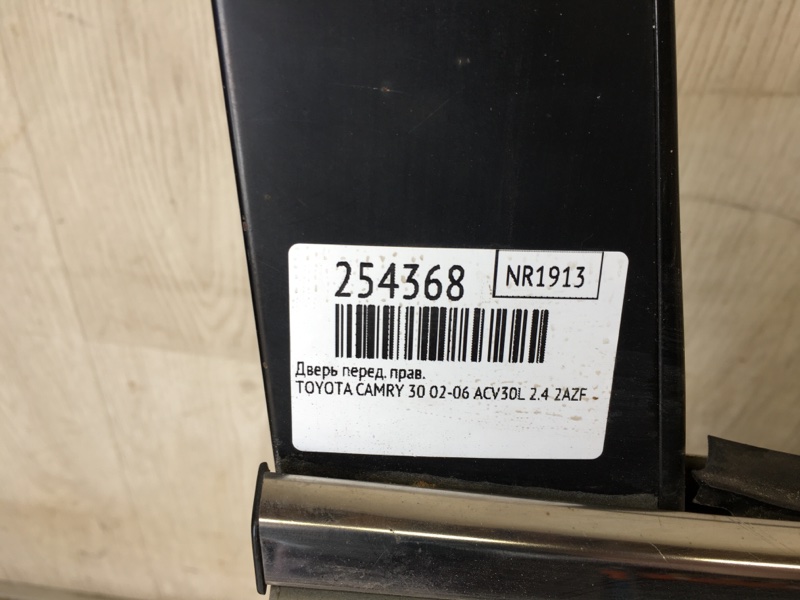 254368
NR1913
Дверь перед. прав.
TOYOTA CAMRY 30 02-06 ACV30L 2.4 2AZF